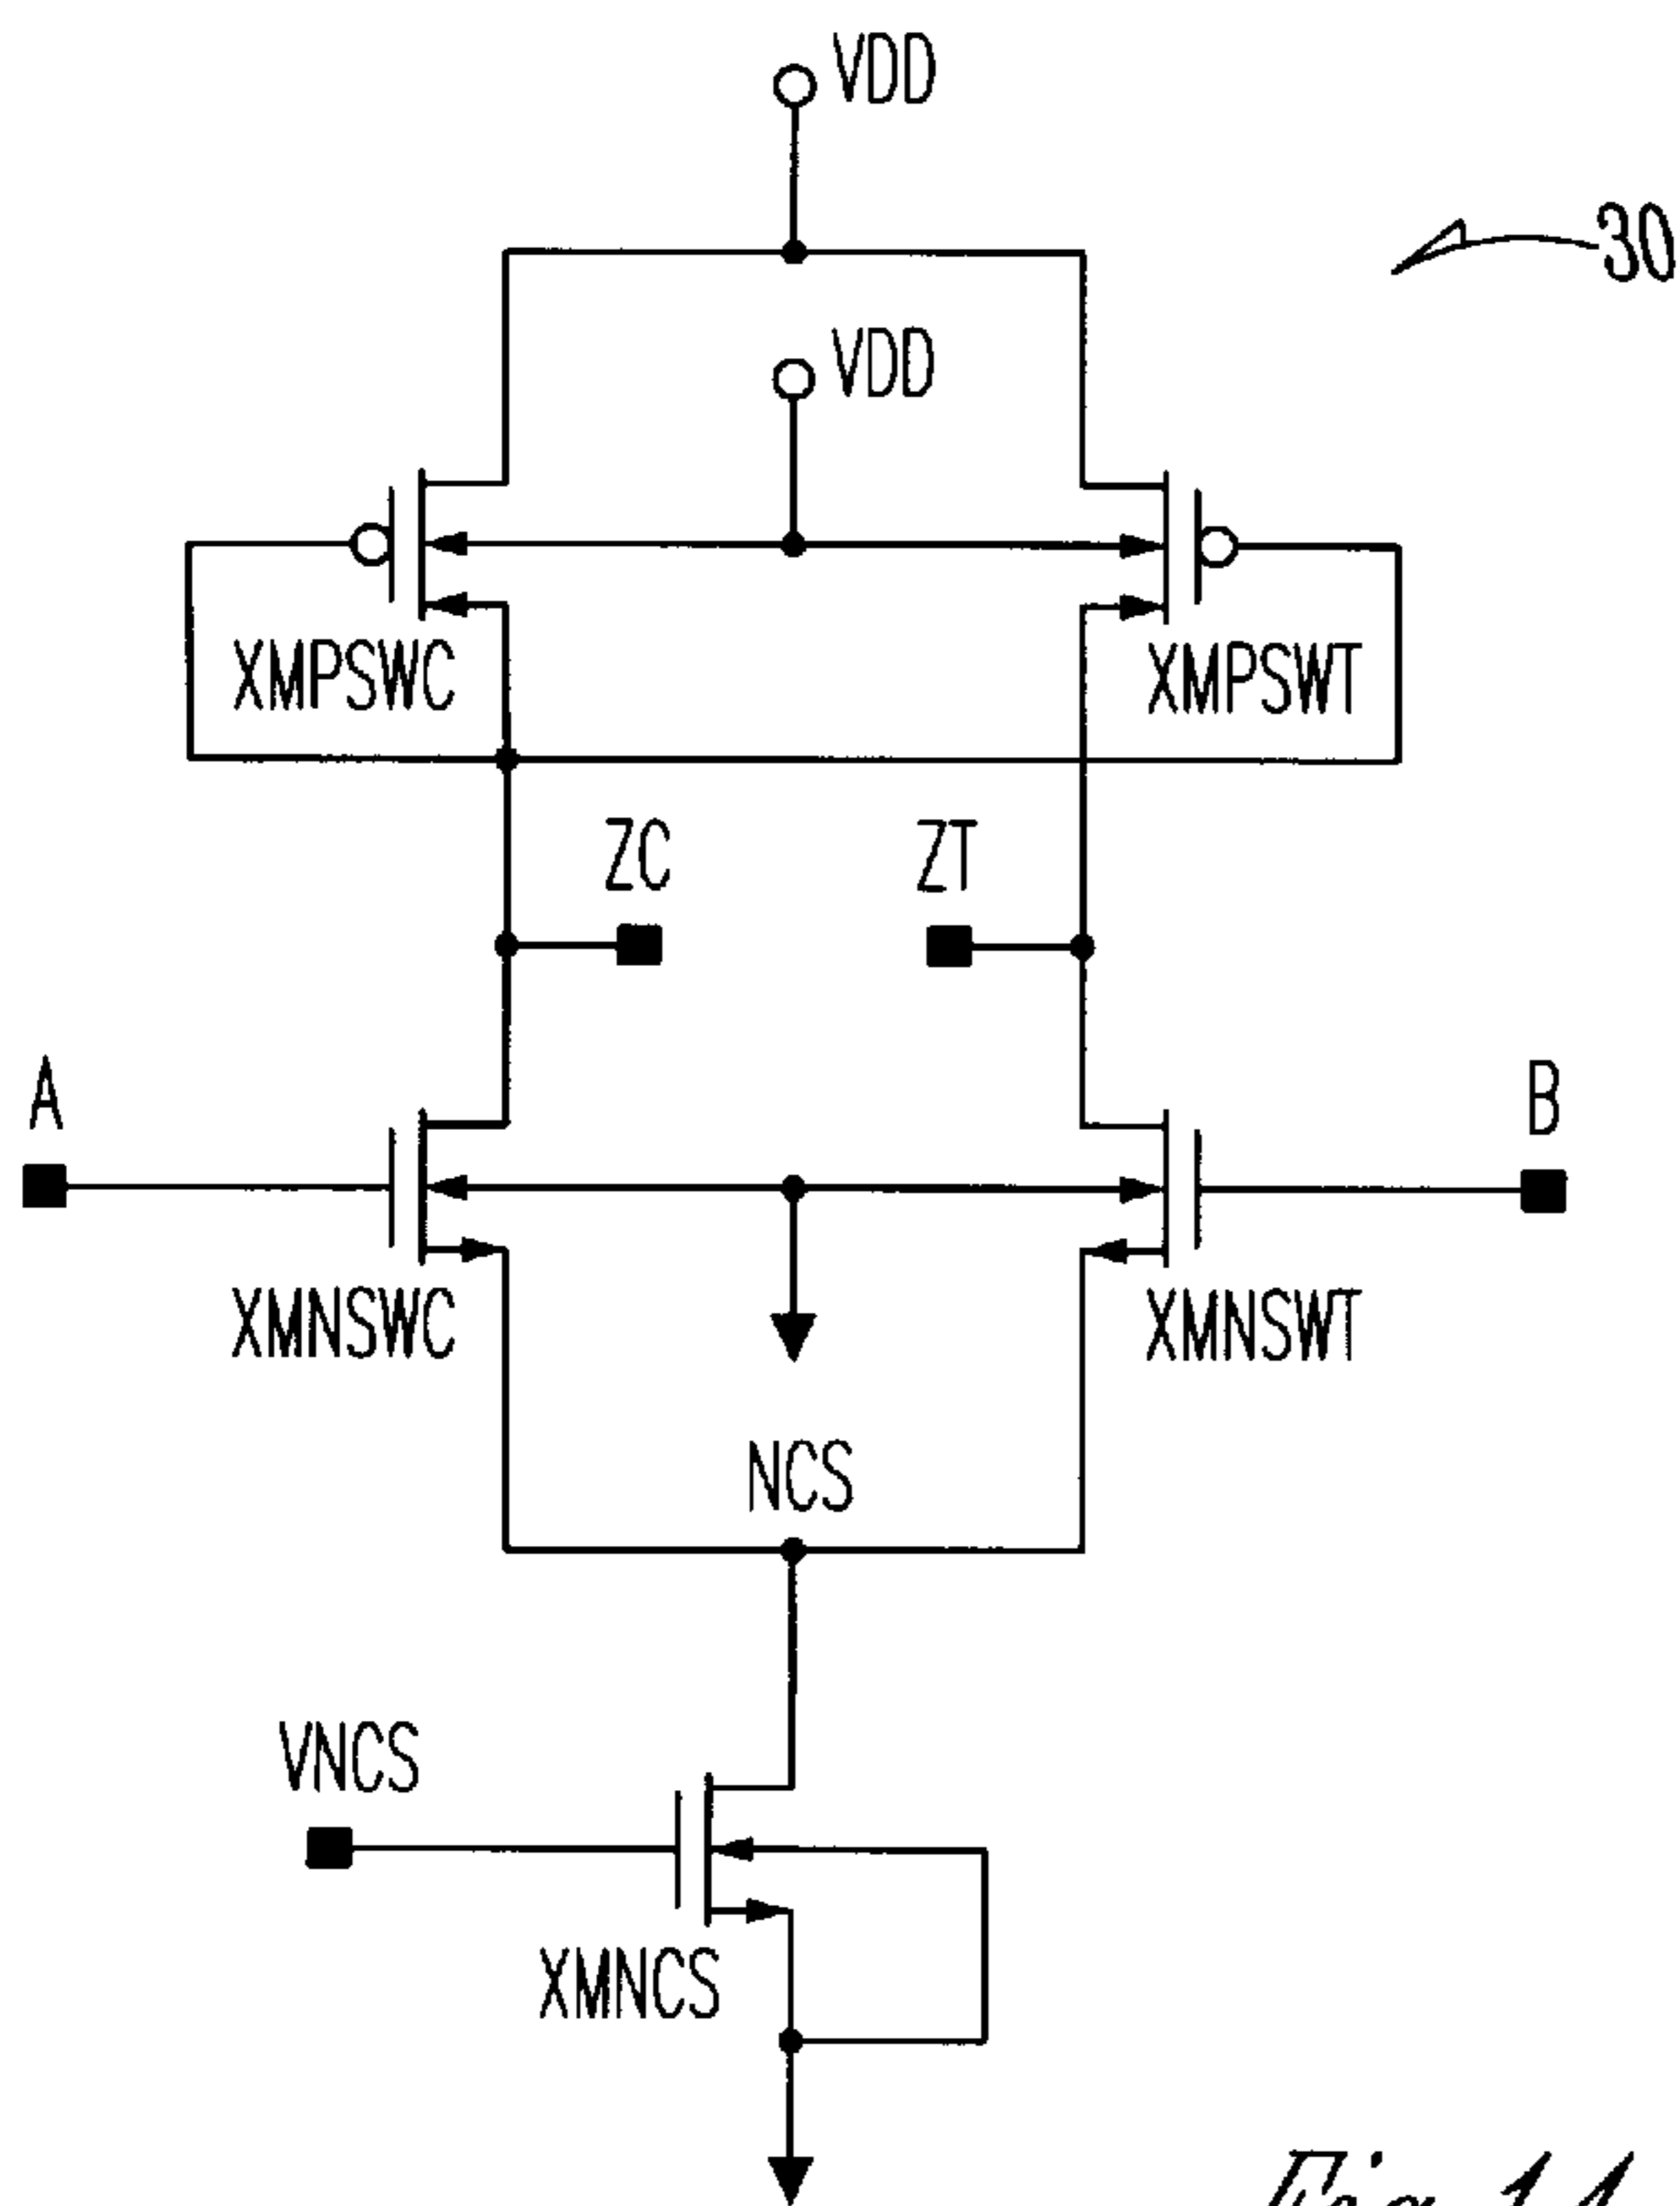 VDD
30
VDD
XMPSWC
XMPSWT
ZC
ZT
A
B
XMNSWC
XMNSWT
NCS
VNCS
XMNCS